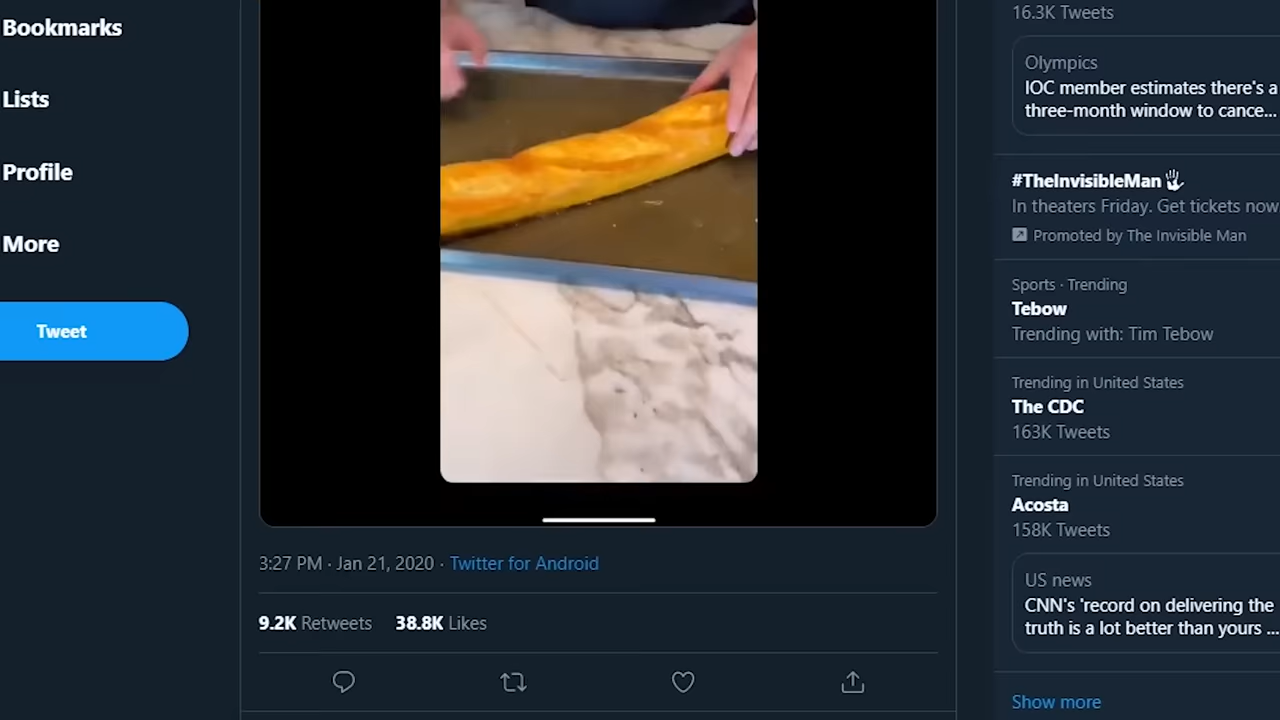 Bookmarks
Lists
Profile
More
Tweet
3:27 PM · Jan 21, 2020 · Twitter for Android
9.2K Retweets 38.8K Likes
16.3K Tweets
Olympics
IOC member estimates there's a
three-month window to cance...
#TheInvisibleMan
In theaters Friday. Get tickets now
Promoted by The Invisible Man
Sports · Trending
Tebow
Trending with: Tim Tebow
Trending in United States
The CDC
163K Tweets
Trending in United States
Acosta
158K Tweets
US news
CNN's 'record on delivering the
truth is a lot better than yours ...
Show more